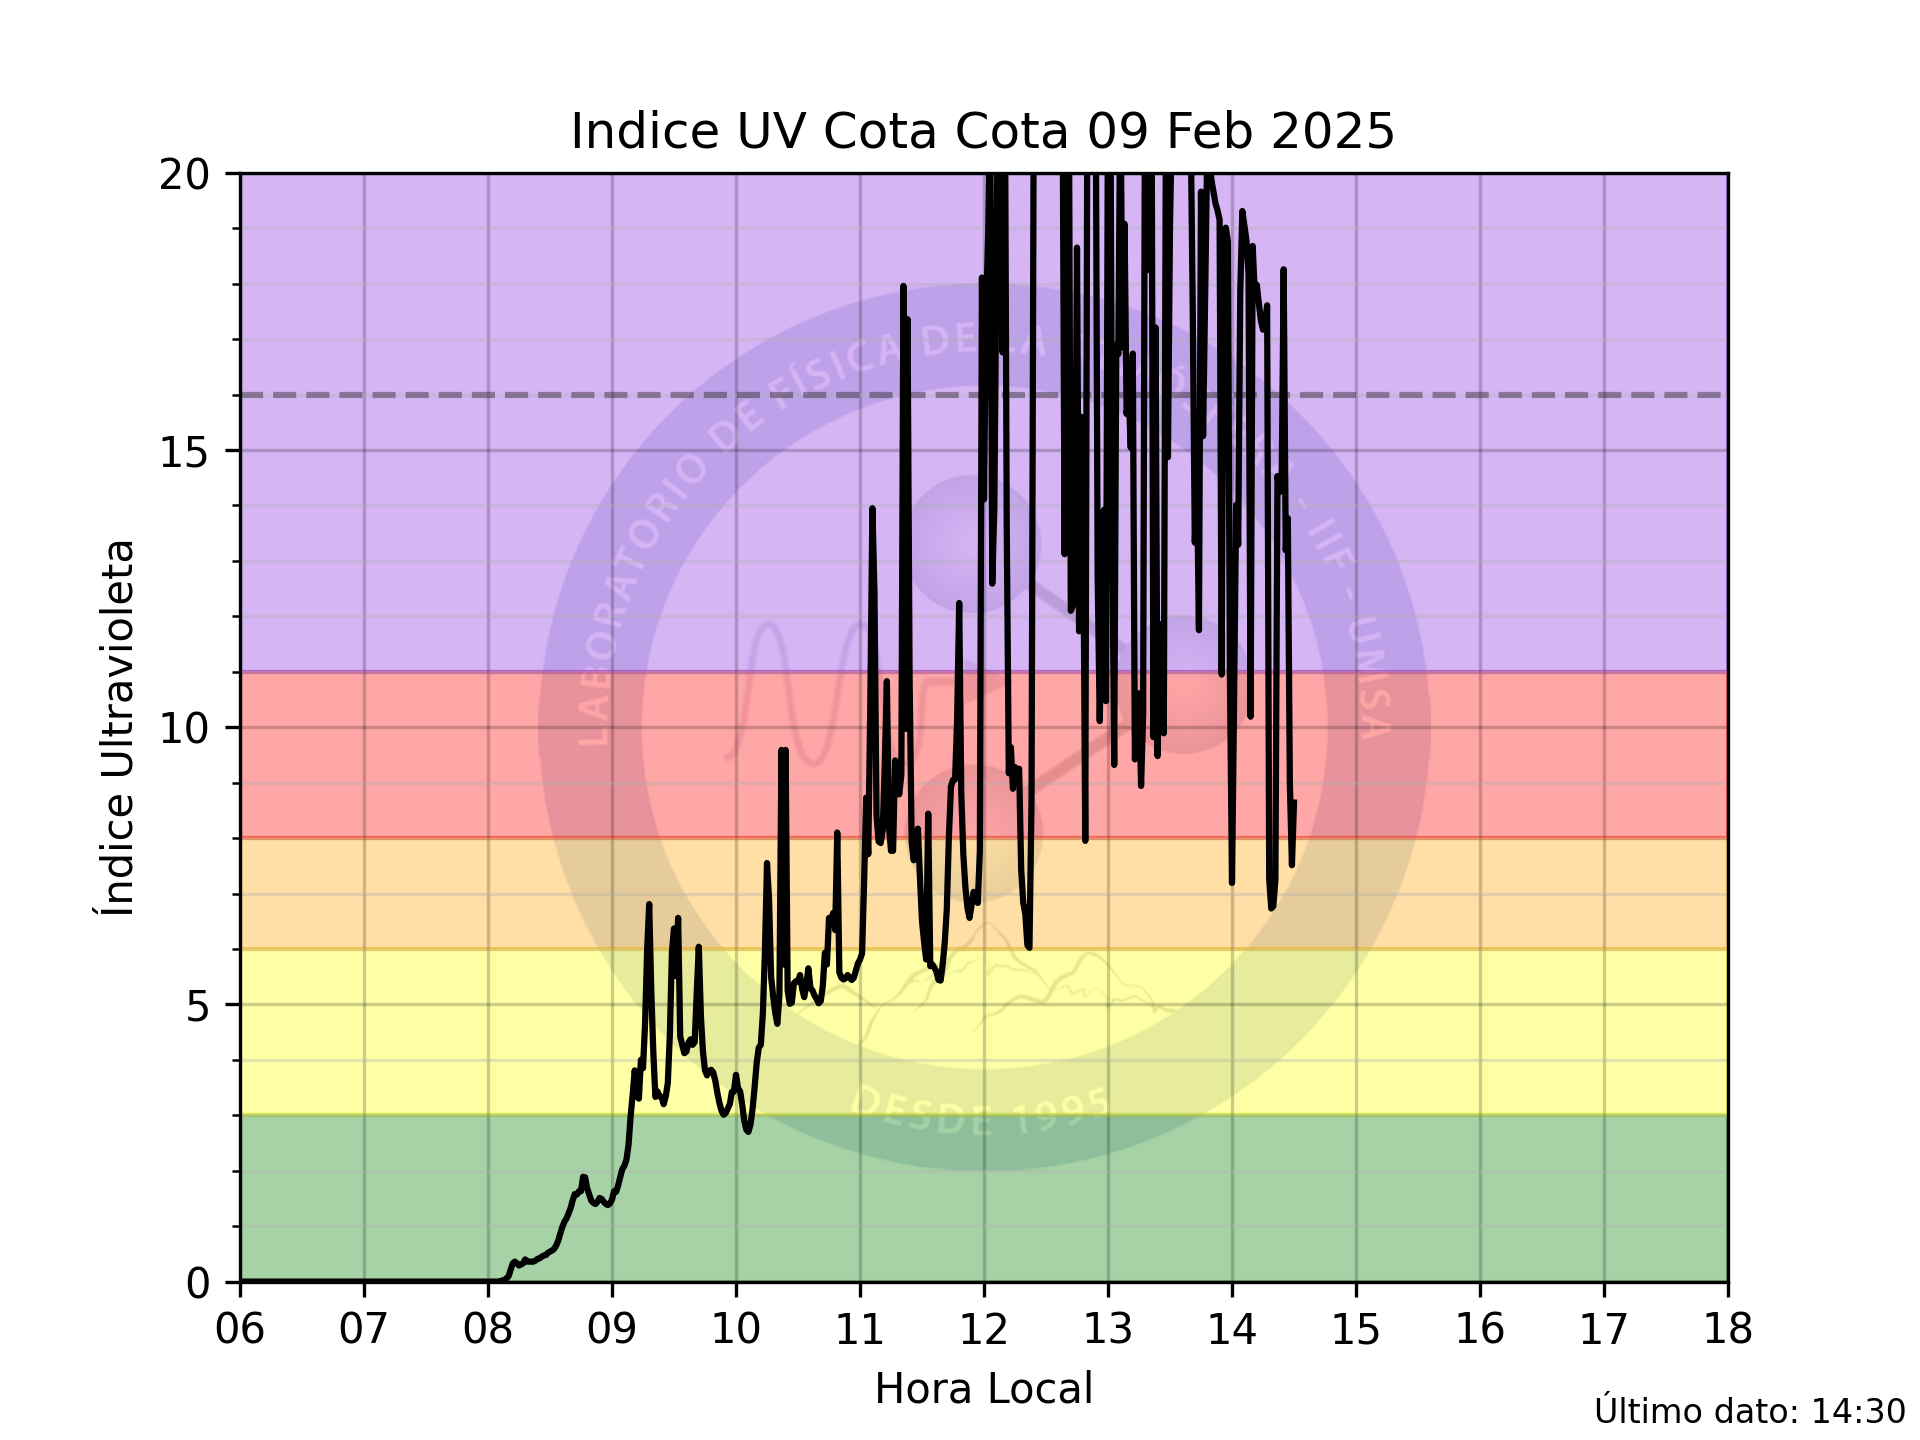 Indice UV Cota Cota 09 Feb 2025
20
15
10
5
0
Índice Ultravioleta
LABORATORIO DE FÍSICA DE LA - IIF - UMSA
DESDE 1995
06 07 08 09 10 11 12 13 14 15 16 17 18
Hora Local
Último dato: 14:30